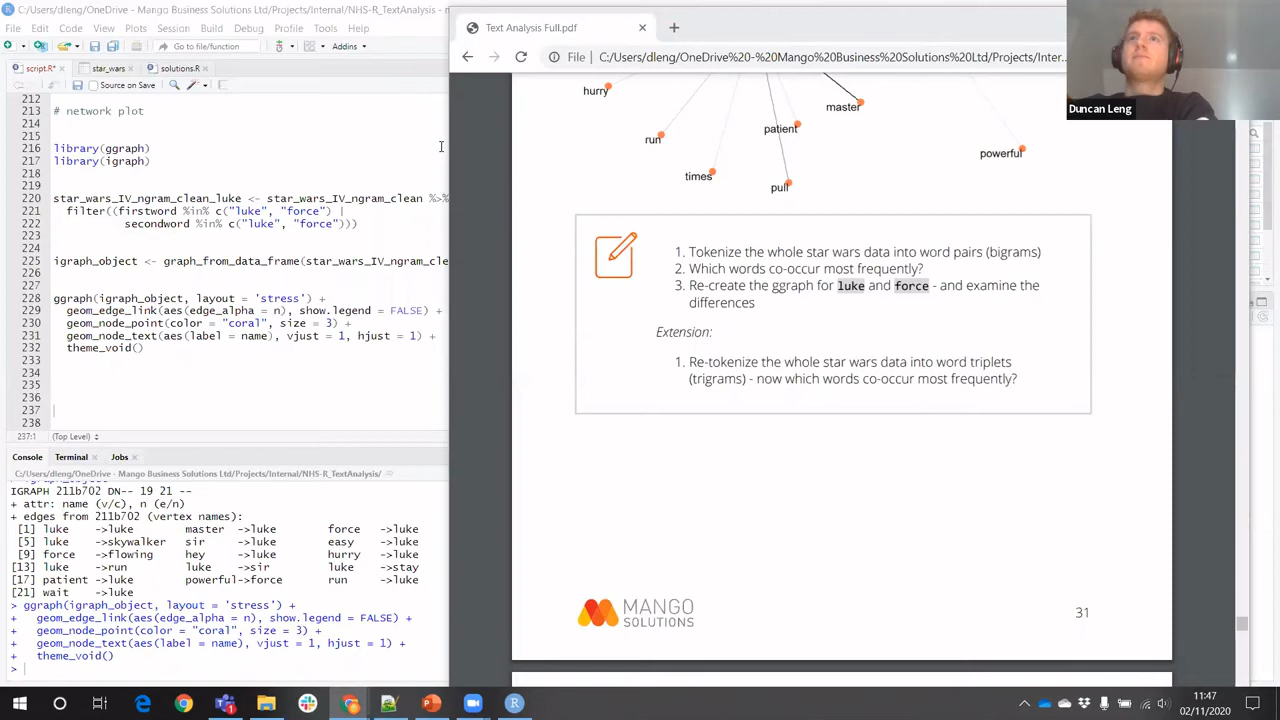 C:/Users/dleng/OneDrive - Mango Business Solutions Ltd/Projects/Internal/NHS-R_TextAnalysis
File Edit Code View Plots Session Build Debug Profile Tools Help
Go to file/function
Addins
script.R*
star_wars
solutions.R
Source on Save
212
213 # network plot
214
215
216 library(ggraph)
217 library(igraph)
218
219
220 star_wars_IV_ngram_clean_luke <- star_wars_IV_ngram_clean %>%
221 filter((firstword %in% c("luke", "force") |
222 secondword %in% c("luke", "force")))
223
224
225 igraph_object <- graph_from_data_frame(star_wars_IV_ngram_cle
226
227
228 ggraph(igraph_object, layout = 'stress') +
229 geom_edge_link(aes(edge_alpha = n), show.legend = FALSE) +
230 geom_node_point(color = "coral", size = 3) +
231 geom_node_text(aes(label = name), vjust = 1, hjust = 1) +
232 theme_void()
233
234
235
236
237
238
237:1 (Top Level)
Console Terminal Jobs
C:/Users/dleng/OneDrive - Mango Business Solutions Ltd/Projects/Internal/NHS-R_TextAnalysis/
IGRAPH 211b702 DN-- 19 21 --
+ attr: name (v/c), n (e/n)
+ edges from 211b702 (vertex names):
[1] luke ->luke master ->luke force ->luke
[5] luke ->skywalker sir ->luke easy ->luke
[9] force ->flowing hey ->luke hurry ->luke
[13] luke ->run luke ->sir luke ->stay
[17] patient ->luke powerful->force run ->luke
[21] wait ->luke
> ggraph(igraph_object, layout = 'stress') +
+ geom_edge_link(aes(edge_alpha = n), show.legend = FALSE) +
+ geom_node_point(color = "coral", size = 3) +
+ geom_node_text(aes(label = name), vjust = 1, hjust = 1) +
+ theme_void()
>
Text Analysis Full.pdf
File C:/Users/dleng/OneDrive%20-%20Mango%20Business%20Solutions%20Ltd/Projects/Inter...
Duncan Leng
hurry
master
run
patient
powerful
times
pull
1. Tokenize the whole star wars data into word pairs (bigrams)
2. Which words co-occur most frequently?
3. Re-create the ggraph for luke and force - and examine the
differences
Extension:
1. Re-tokenize the whole star wars data into word triplets
(trigrams) - now which words co-occur most frequently?
MANGO
SOLUTIONS
31
11:47
02/11/2020